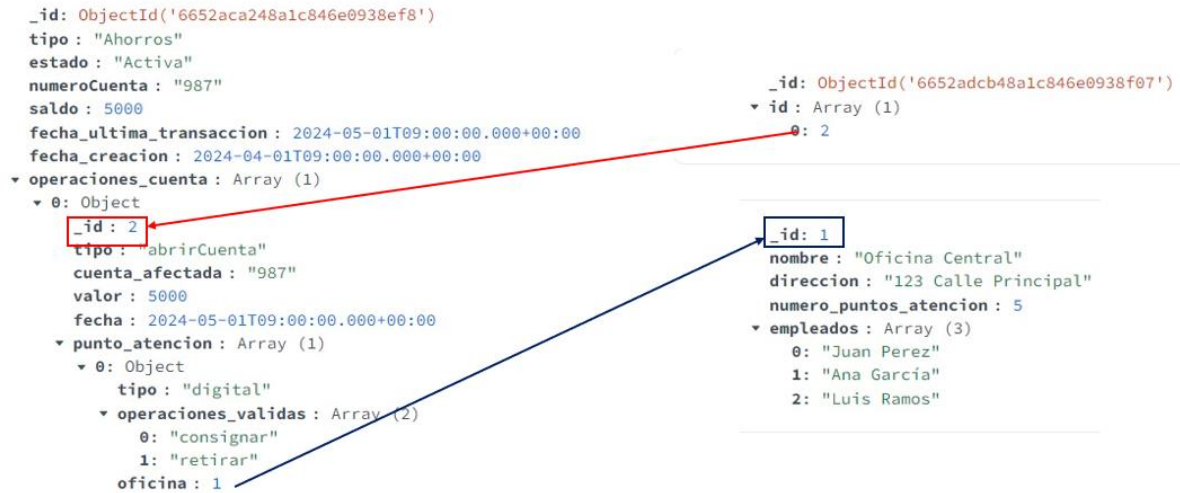 _id: ObjectId('6652aca248a1c846e0938ef8')
tipo : "Ahorros"
estado : "Activa"
numeroCuenta : "987"
saldo : 5000
fecha_ultima_transaccion : 2024-05-01T09:00:00.000+00:00
fecha_creacion : 2024-04-01T09:00:00.000+00:00
operaciones_cuenta : Array (1)
0: Object
_id : 2
tipo : "abrirCuenta"
cuenta_afectada : "987"
valor : 5000
fecha : 2024-05-01T09:00:00.000+00:00
punto_atencion : Array (1)
0: Object
tipo : "digital"
operaciones_validas : Array (2)
0: "consignar"
1: "retirar"
oficina : 1
_id: ObjectId('6652adcb48a1c846e0938f07')
id : Array (1)
0: 2
_id: 1
nombre : "Oficina Central"
direccion : "123 Calle Principal"
numero_puntos_atencion : 5
empleados : Array (3)
0: "Juan Perez"
1: "Ana García"
2: "Luis Ramos"